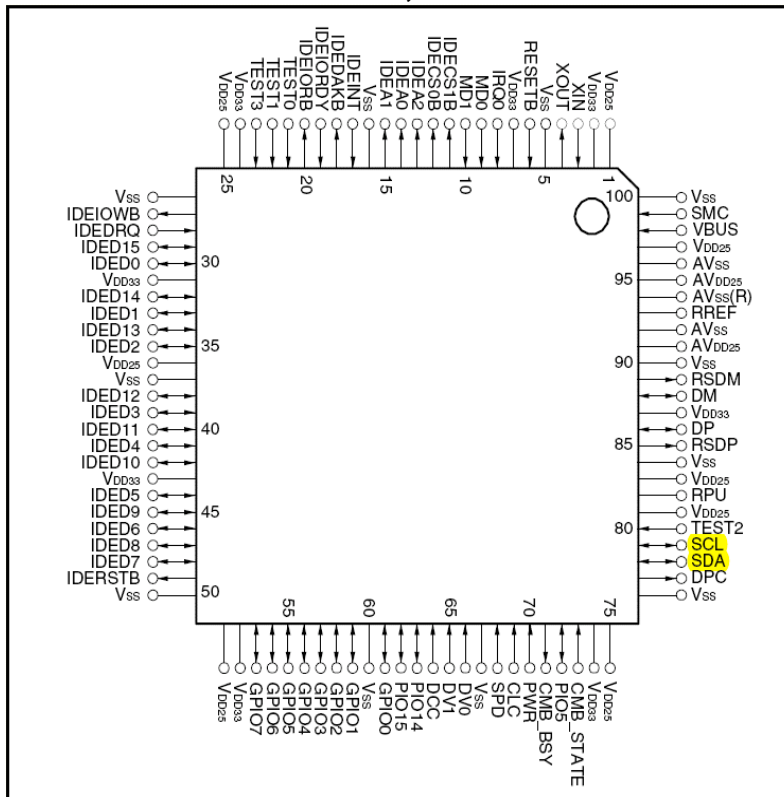 VDD25
VDD33
TEST3
TEST1
TEST0
IDEIORB
IDEIORDY
IDEDAKB
IDEINT
VSS
IDEA1
IDEA0
IDEA2
IDECS0B
IDECS1B
MD1
MD0
IRQ0
VDD33
RESETB
VSS
XOUT
XIN
VDD33
VDD25
25
20
15
10
5
1
VSS
IDEIOWB
IDEDRQ
IDED15
IDED0
VDD33
IDED14
IDED1
IDED13
IDED2
VDD25
VSS
IDED12
IDED3
IDED11
IDED4
IDED10
VDD33
IDED5
IDED9
IDED6
IDED8
IDED7
IDERSTB
VSS
30
35
40
45
50
100
95
90
85
80
VSS
SMC
VBUS
VDD25
AVSS
AVDD25
AVSS(R)
RREF
AVSS
AVDD25
VSS
RSDM
DM
VDD33
DP
RSDP
VSS
VDD25
RPU
VDD25
TEST2
SCL
SDA
DPC
VSS
55
60
65
70
75
VDD25
VDD33
GPIO7
GPIO6
GPIO5
GPIO4
GPIO3
GPIO2
GPIO1
VSS
GPIO0
PIO15
PIO14
DCC
DV1
DV0
VSS
SPD
CLC
PWR
CMB_BSY
PIO5
CMB_STATE
VDD33
VDD25